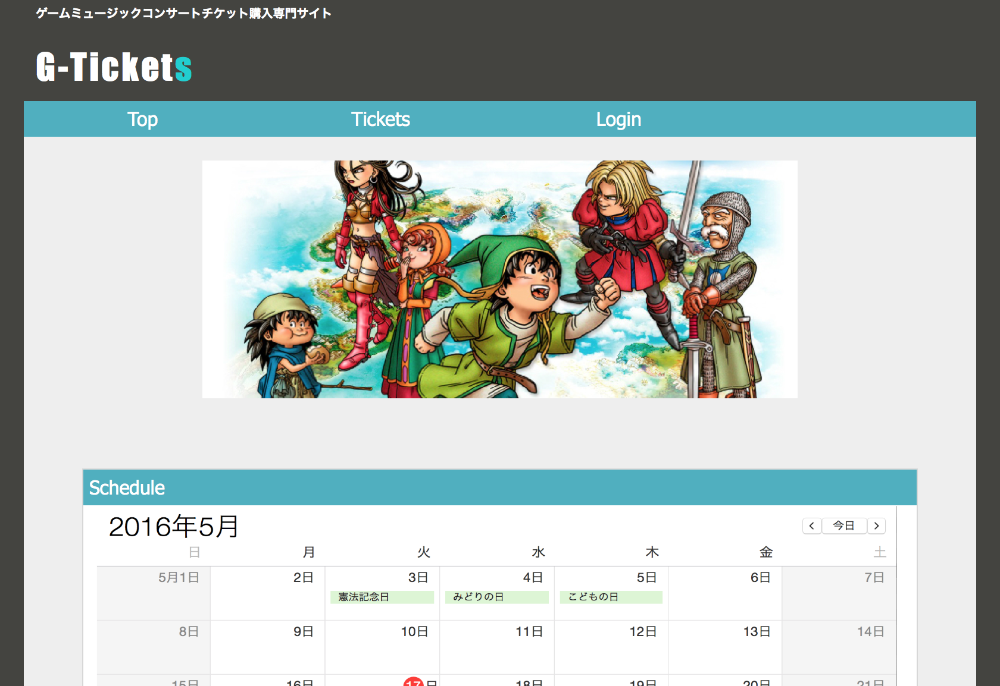 ゲームミュージックコンサートチケット購入専門サイト
G-Tickets
Top Tickets Login
Schedule
2016年5月 今日
日 月 火 水 木 金 土
5月1日 2日 3日 4日 5日 6日 7日
憲法記念日 みどりの日 こどもの日
8日 9日 10日 11日 12日 13日 14日
15日 16日 17日 18日 19日 20日 21日